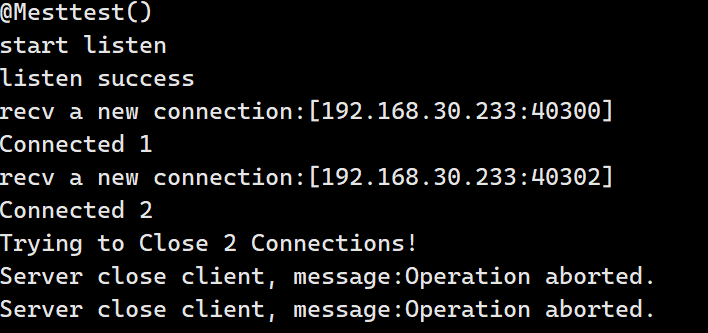 @Mesttest()
start listen
listen success
recv a new connection:[192.168.30.233:40300]
Connected 1
recv a new connection:[192.168.30.233:40302]
Connected 2
Trying to Close 2 Connections!
Server close client, message:Operation aborted.
Server close client, message:Operation aborted.